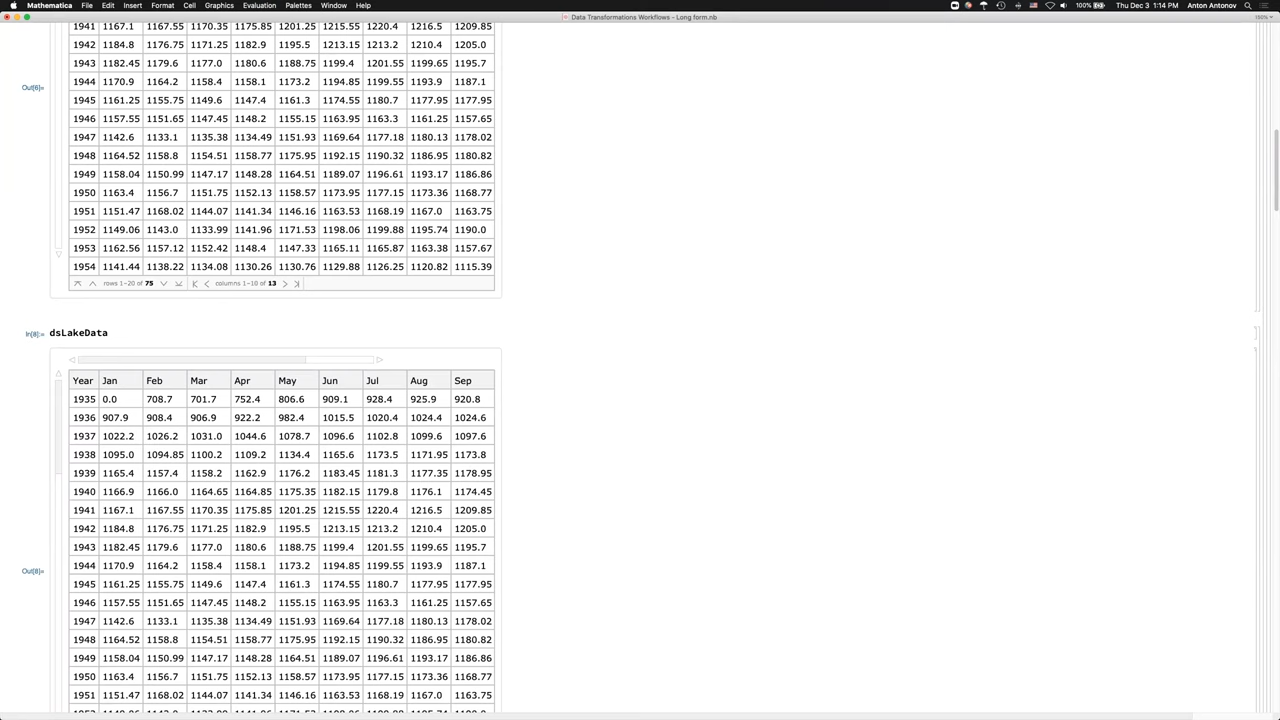 Mathematica File Edit Insert Format Cell Graphics Evaluation Palettes Window Help 100% Thu Dec 3 1:14 PM Anton Antonov
Data Transformations Workflows - Long form.nb
150%
1941 1167.1 1167.55 1170.35 1175.85 1201.25 1215.55 1220.4 1216.5 1209.85
1942 1184.8 1176.75 1171.25 1182.9 1195.5 1213.15 1213.2 1210.4 1205.0
1943 1182.45 1179.6 1177.0 1180.6 1188.75 1199.4 1201.55 1199.65 1195.7
1944 1170.9 1164.2 1158.4 1158.1 1173.2 1194.85 1199.55 1193.9 1187.1
Out[6]=
1945 1161.25 1155.75 1149.6 1147.4 1161.3 1174.55 1180.7 1177.95 1177.95
1946 1157.55 1151.65 1147.45 1148.2 1155.15 1163.95 1163.3 1161.25 1157.65
1947 1142.6 1133.1 1135.38 1134.49 1151.93 1169.64 1177.18 1180.13 1178.02
1948 1164.52 1158.8 1154.51 1158.77 1175.95 1192.15 1190.32 1186.95 1180.82
1949 1158.04 1150.99 1147.17 1148.28 1164.51 1189.07 1196.61 1193.17 1186.86
1950 1163.4 1156.7 1151.75 1152.13 1158.57 1173.95 1177.15 1173.36 1168.77
1951 1151.47 1168.02 1144.07 1141.34 1146.16 1163.53 1168.19 1167.0 1163.75
1952 1149.06 1143.0 1133.99 1141.96 1171.53 1198.06 1199.88 1195.74 1190.0
1953 1162.56 1157.12 1152.42 1148.4 1147.33 1165.11 1165.87 1163.38 1157.67
1954 1141.44 1138.22 1134.08 1130.26 1130.76 1129.88 1126.25 1120.82 1115.39
rows 1–20 of 75 columns 1–10 of 13
In[8]:= dsLakeData
Year Jan Feb Mar Apr May Jun Jul Aug Sep
1935 0.0 708.7 701.7 752.4 806.6 909.1 928.4 925.9 920.8
1936 907.9 908.4 906.9 922.2 982.4 1015.5 1020.4 1024.4 1024.6
1937 1022.2 1026.2 1031.0 1044.6 1078.7 1096.6 1102.8 1099.6 1097.6
1938 1095.0 1094.85 1100.2 1109.2 1134.4 1165.6 1173.5 1171.95 1173.8
1939 1165.4 1157.4 1158.2 1162.9 1176.2 1183.45 1181.3 1177.35 1178.95
1940 1166.9 1166.0 1164.65 1164.85 1175.35 1182.15 1179.8 1176.1 1174.45
1941 1167.1 1167.55 1170.35 1175.85 1201.25 1215.55 1220.4 1216.5 1209.85
1942 1184.8 1176.75 1171.25 1182.9 1195.5 1213.15 1213.2 1210.4 1205.0
1943 1182.45 1179.6 1177.0 1180.6 1188.75 1199.4 1201.55 1199.65 1195.7
1944 1170.9 1164.2 1158.4 1158.1 1173.2 1194.85 1199.55 1193.9 1187.1
Out[8]=
1945 1161.25 1155.75 1149.6 1147.4 1161.3 1174.55 1180.7 1177.95 1177.95
1946 1157.55 1151.65 1147.45 1148.2 1155.15 1163.95 1163.3 1161.25 1157.65
1947 1142.6 1133.1 1135.38 1134.49 1151.93 1169.64 1177.18 1180.13 1178.02
1948 1164.52 1158.8 1154.51 1158.77 1175.95 1192.15 1190.32 1186.95 1180.82
1949 1158.04 1150.99 1147.17 1148.28 1164.51 1189.07 1196.61 1193.17 1186.86
1950 1163.4 1156.7 1151.75 1152.13 1158.57 1173.95 1177.15 1173.36 1168.77
1951 1151.47 1168.02 1144.07 1141.34 1146.16 1163.53 1168.19 1167.0 1163.75